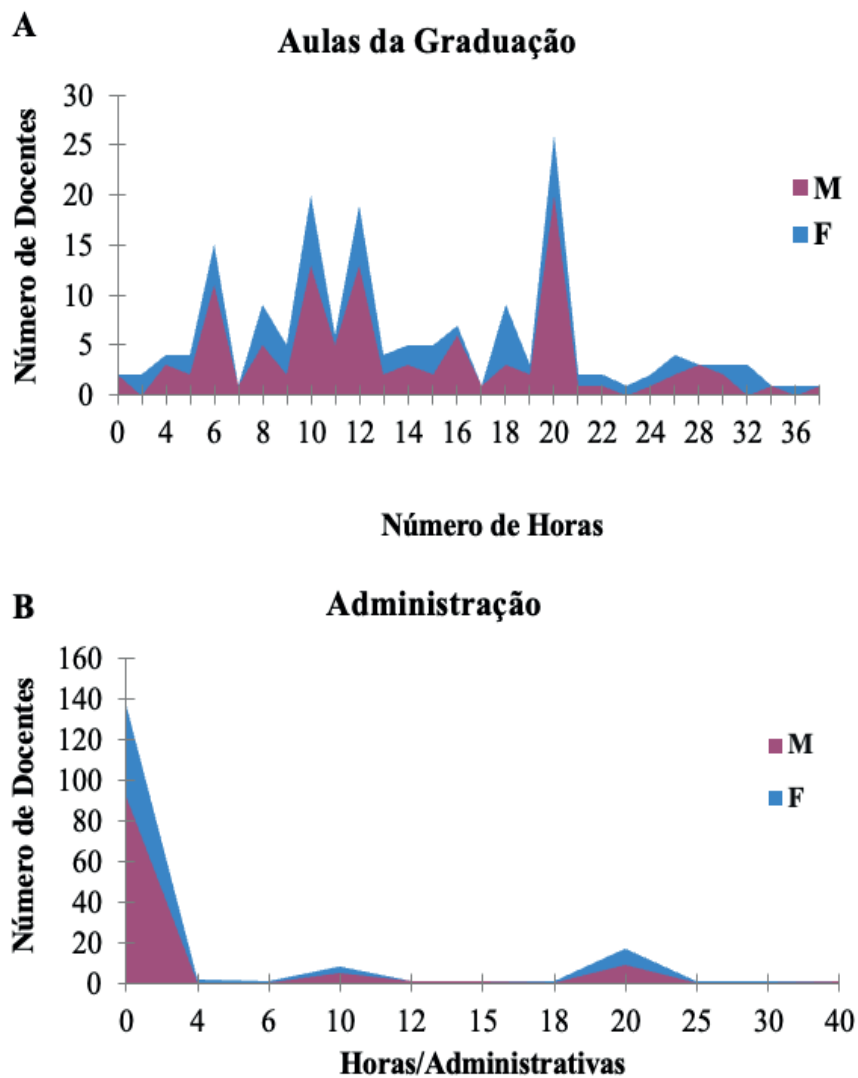 A
Aulas da Graduação
Número de Docentes
30
25
20
15
10
5
0
0 4 6 8 10 12 14 16 18 20 22 24 28 32 36
M
F
Número de Horas
B
Administração
Número de Docentes
160
140
120
100
80
60
40
20
0
0 4 6 10 12 15 18 20 25 30 40
M
F
Horas/Administrativas